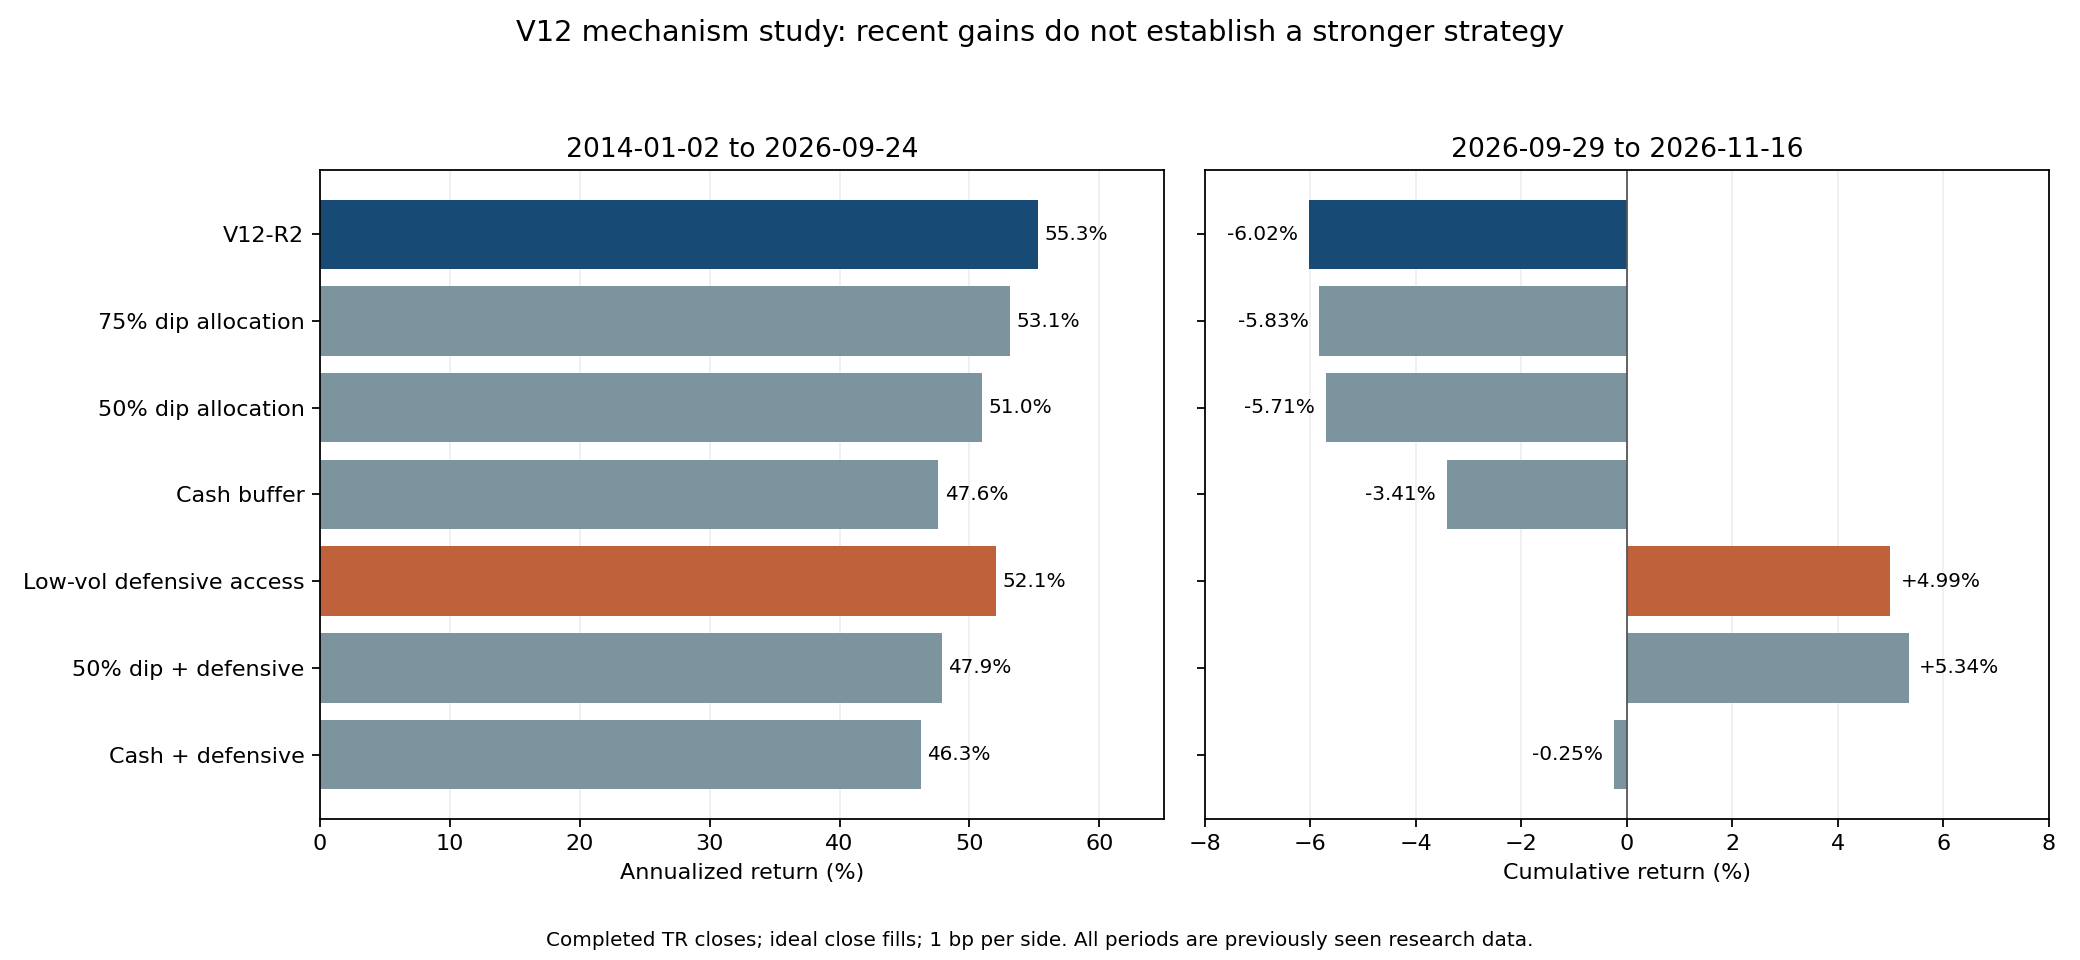 V12 mechanism study: recent gains do not establish a stronger strategy
2014-01-02 to 2026-09-24
V12-R2
55.3%
75% dip allocation
53.1%
50% dip allocation
51.0%
Cash buffer
47.6%
Low-vol defensive access
52.1%
50% dip + defensive
47.9%
Cash + defensive
46.3%
0 10 20 30 40 50 60
Annualized return (%)
2026-09-29 to 2026-11-16
-6.02%
-5.83%
-5.71%
-3.41%
+4.99%
+5.34%
-0.25%
−8 −6 −4 −2 0 2 4 6 8
Cumulative return (%)
Completed TR closes; ideal close fills; 1 bp per side. All periods are previously seen research data.